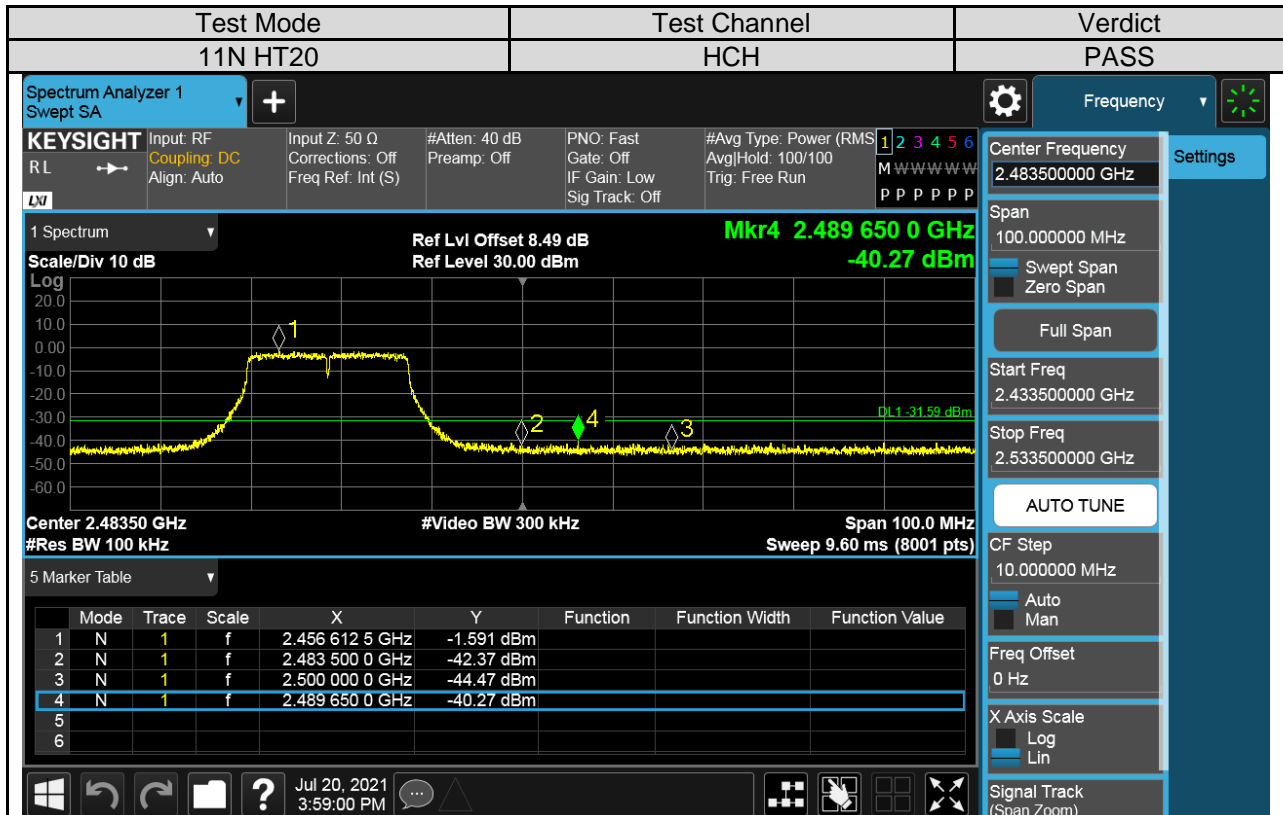 Test Mode Test Channel Verdict
11N HT20 HCH PASS
Spectrum Analyzer 1
Swept SA
+
Frequency
KEYSIGHT Input: RF Input Z: 50 Ω #Atten: 40 dB PNO: Fast #Avg Type: Power (RMS 1 2 3 4 5 6
RL Coupling: DC Corrections: Off Preamp: Off Gate: Off Avg|Hold: 100/100 M W W W W W
Align: Auto Freq Ref: Int (S) IF Gain: Low Trig: Free Run
LXI Sig Track: Off P P P P P P
1 Spectrum
Ref Lvl Offset 8.49 dB
Mkr4 2.489 650 0 GHz
Scale/Div 10 dB Ref Level 30.00 dBm -40.27 dBm
Log
20.0
10.0
0.00
-10.0
-20.0
-30.0
-40.0
-50.0
-60.0
1
2
4
3
DL1 -31.59 dBm
Center 2.48350 GHz #Video BW 300 kHz Span 100.0 MHz
#Res BW 100 kHz Sweep 9.60 ms (8001 pts)
5 Marker Table
Mode Trace Scale X Y Function Function Width Function Value
1 N 1 f 2.456 612 5 GHz -1.591 dBm
2 N 1 f 2.483 500 0 GHz -42.37 dBm
3 N 1 f 2.500 000 0 GHz -44.47 dBm
4 N 1 f 2.489 650 0 GHz -40.27 dBm
5
6
?
Jul 20, 2021
3:59:00 PM
Center Frequency
2.483500000 GHz
Settings
Span
100.000000 MHz
Swept Span
Zero Span
Full Span
Start Freq
2.433500000 GHz
Stop Freq
2.533500000 GHz
AUTO TUNE
CF Step
10.000000 MHz
Auto
Man
Freq Offset
0 Hz
X Axis Scale
Log
Lin
Signal Track
(Span Zoom)